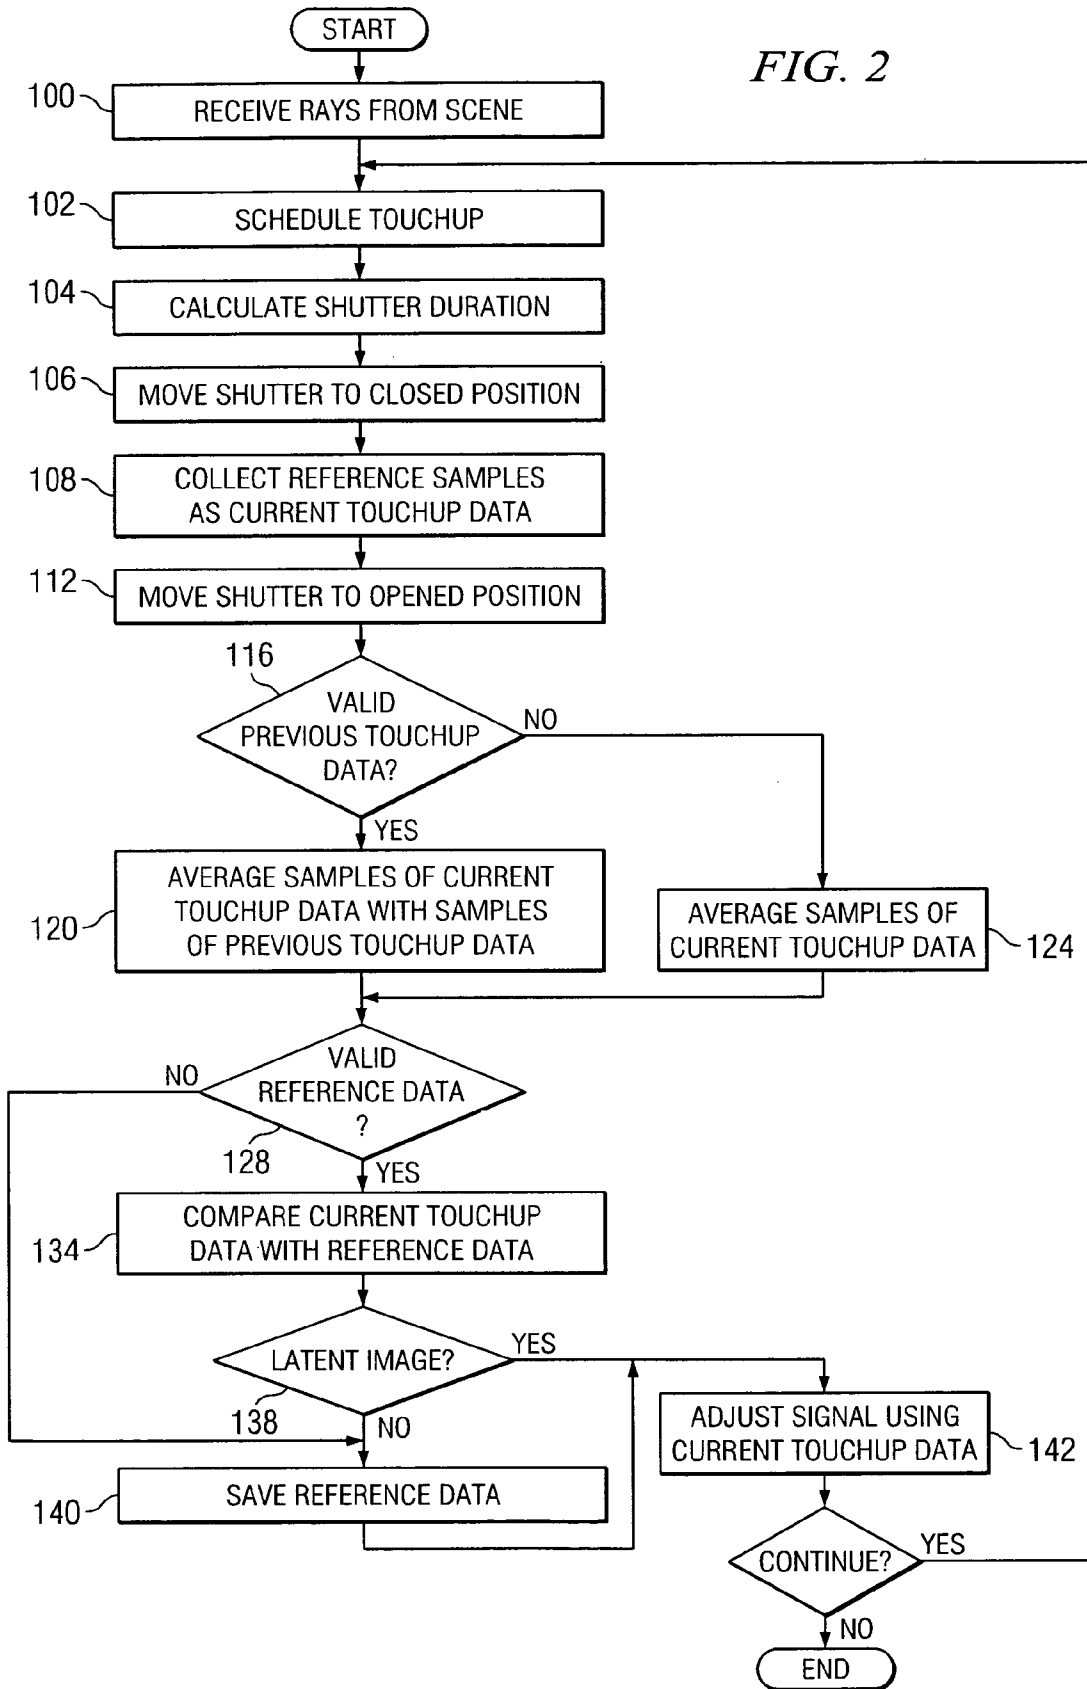 START
FIG. 2
100
RECEIVE RAYS FROM SCENE
102
SCHEDULE TOUCHUP
104
CALCULATE SHUTTER DURATION
106
MOVE SHUTTER TO CLOSED POSITION
108
COLLECT REFERENCE SAMPLES
AS CURRENT TOUCHUP DATA
112
MOVE SHUTTER TO OPENED POSITION
116
VALID
PREVIOUS TOUCHUP
DATA?
NO
YES
120
AVERAGE SAMPLES OF CURRENT
TOUCHUP DATA WITH SAMPLES
OF PREVIOUS TOUCHUP DATA
AVERAGE SAMPLES OF
CURRENT TOUCHUP DATA
124
VALID
REFERENCE DATA
?
NO
128
YES
134
COMPARE CURRENT TOUCHUP
DATA WITH REFERENCE DATA
LATENT IMAGE?
YES
138
NO
140
SAVE REFERENCE DATA
ADJUST SIGNAL USING
CURRENT TOUCHUP DATA
142
CONTINUE?
YES
NO
END